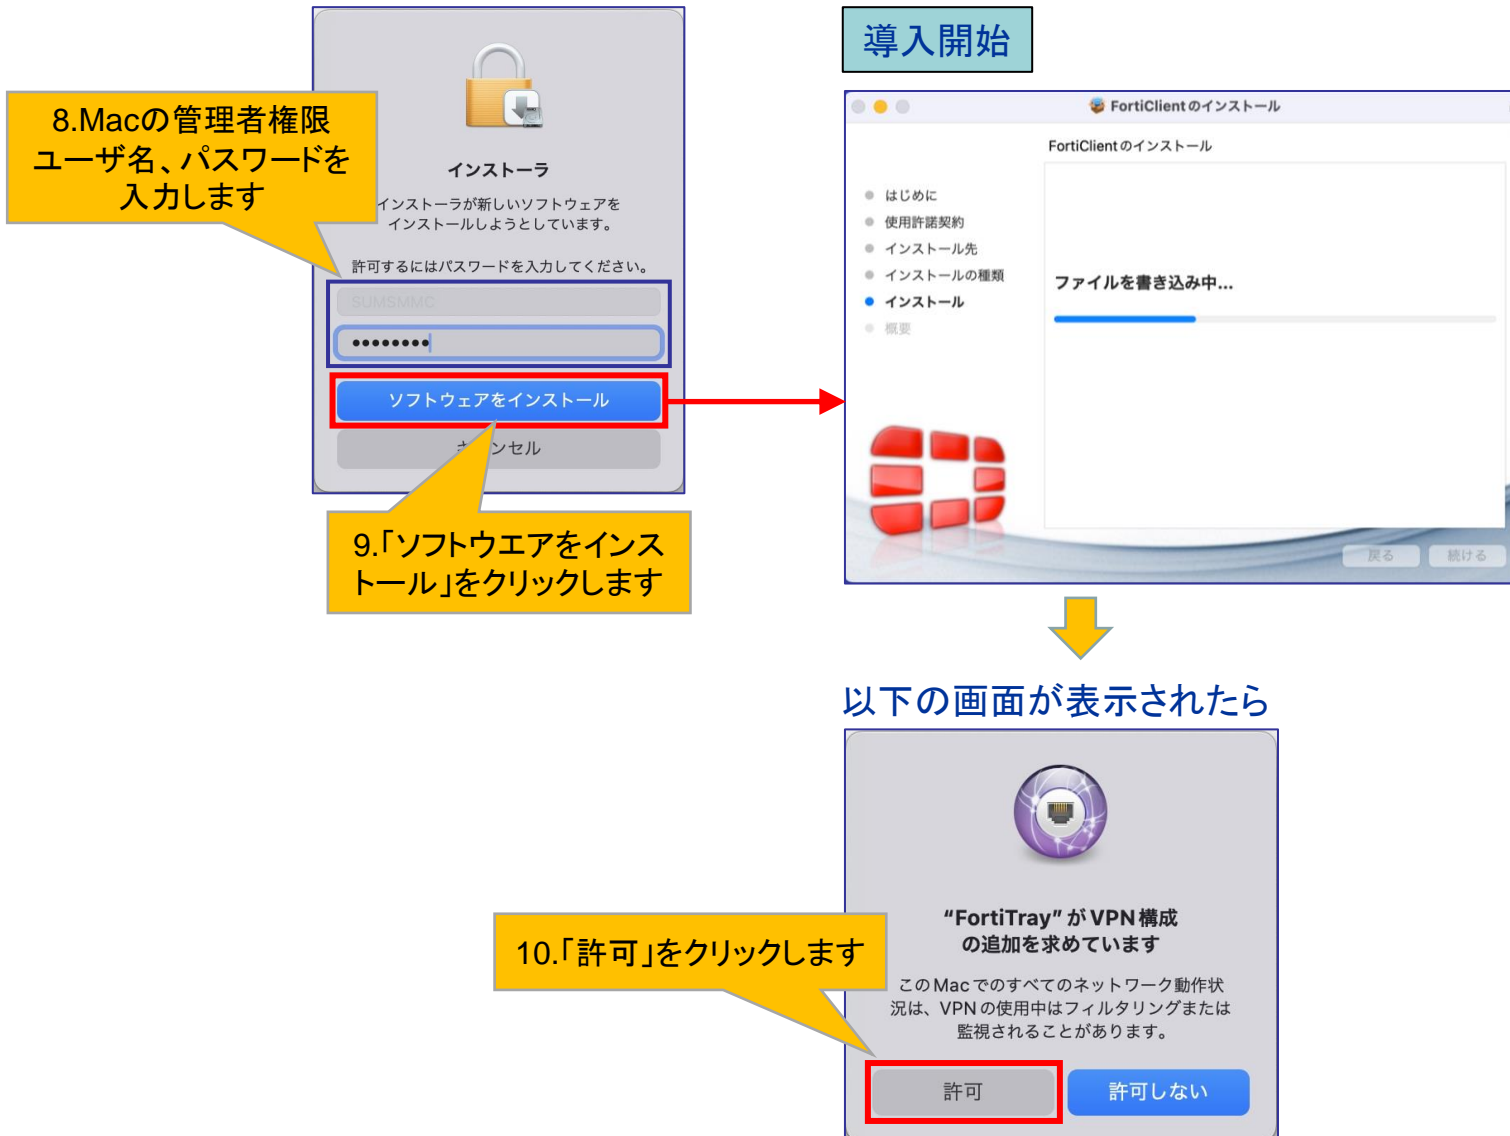 8.Macの管理者権限
ユーザ名、パスワードを
入力します
インストーラ
インストーラが新しいソフトウェアを
インストールしようとしています。
許可するにはパスワードを入力してください。
SUMSMMC
••••••••
ソフトウェアをインストール
キャンセル
9.「ソフトウエアをインス
トール」をクリックします
導入開始
FortiClientのインストール
FortiClientのインストール
はじめに
使用許諾契約
インストール先
インストールの種類
インストール
概要
ファイルを書き込み中...
戻る
続ける
以下の画面が表示されたら
"FortiTray" がVPN構成
の追加を求めています
このMacでのすべてのネットワーク動作状
況は、VPNの使用中はフィルタリングまたは
監視されることがあります。
10.「許可」をクリックします
許可
許可しない